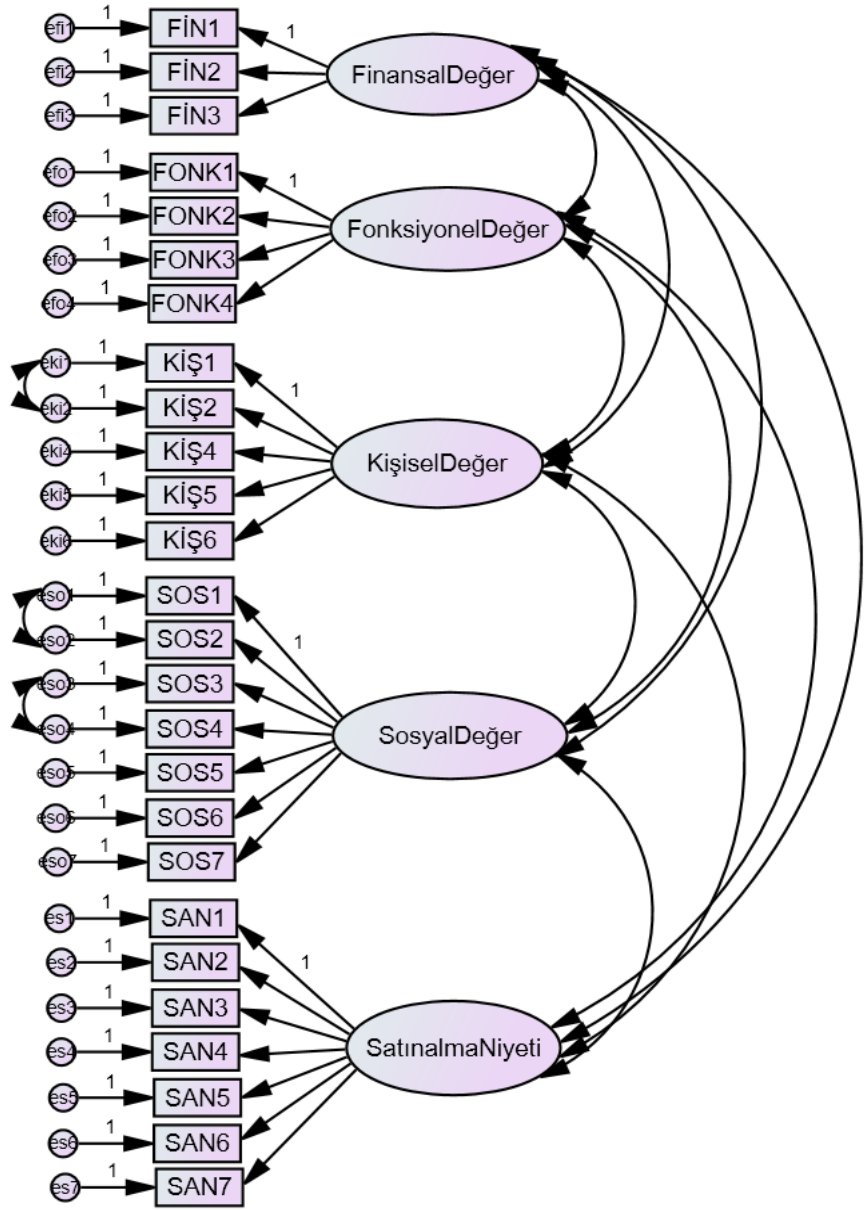 efi1 1 FİN1 1
efi2 1 FİN2 FinansalDeğer
efi3 1 FİN3
efo1 1 FONK1 1
efo2 1 FONK2 FonksiyonelDeğer
efo3 1 FONK3
efo4 1 FONK4
eki1 1 KİŞ1 1
eki2 1 KİŞ2
eki4 1 KİŞ4 KişiselDeğer
eki5 1 KİŞ5
eki6 1 KİŞ6
eso1 1 SOS1
eso2 1 SOS2 1
eso3 1 SOS3
eso4 1 SOS4 SosyalDeğer
eso5 1 SOS5
eso6 1 SOS6
eso7 1 SOS7
es1 1 SAN1
es2 1 SAN2 1
es3 1 SAN3
es4 1 SAN4 SatınalmaNiyeti
es5 1 SAN5
es6 1 SAN6
es7 1 SAN7